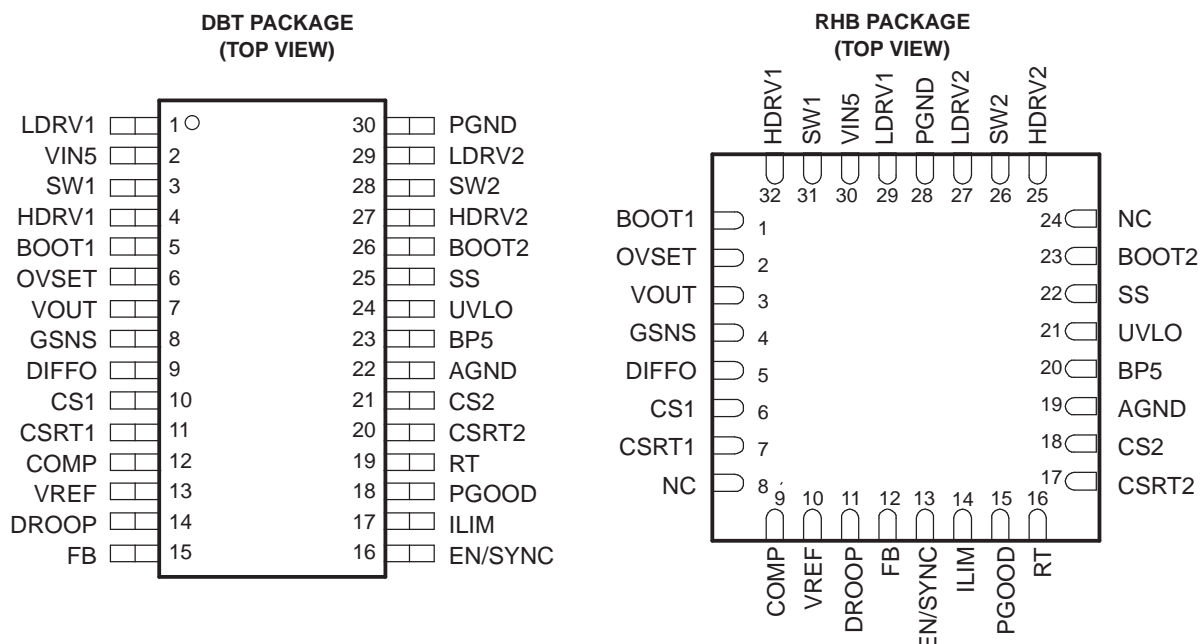 DBT PACKAGE
(TOP VIEW)
LDRV1 1 30 PGND
VIN5 2 29 LDRV2
SW1 3 28 SW2
HDRV1 4 27 HDRV2
BOOT1 5 26 BOOT2
OVSET 6 25 SS
VOUT 7 24 UVLO
GSNS 8 23 BP5
DIFFO 9 22 AGND
CS1 10 21 CS2
CSRT1 11 20 CSRT2
COMP 12 19 RT
VREF 13 18 PGOOD
DROOP 14 17 ILIM
FB 15 16 EN/SYNC
RHB PACKAGE
(TOP VIEW)
HDRV1 SW1 VIN5 LDRV1 PGND LDRV2 SW2 HDRV2
32 31 30 29 28 27 26 25
BOOT1 1 24 NC
OVSET 2 23 BOOT2
VOUT 3 22 SS
GSNS 4 21 UVLO
DIFFO 5 20 BP5
CS1 6 19 AGND
CSRT1 7 18 CS2
NC 8 17 CSRT2
9 10 11 12 13 14 15 16
COMP VREF DROOP FB EN/SYNC ILIM PGOOD RT